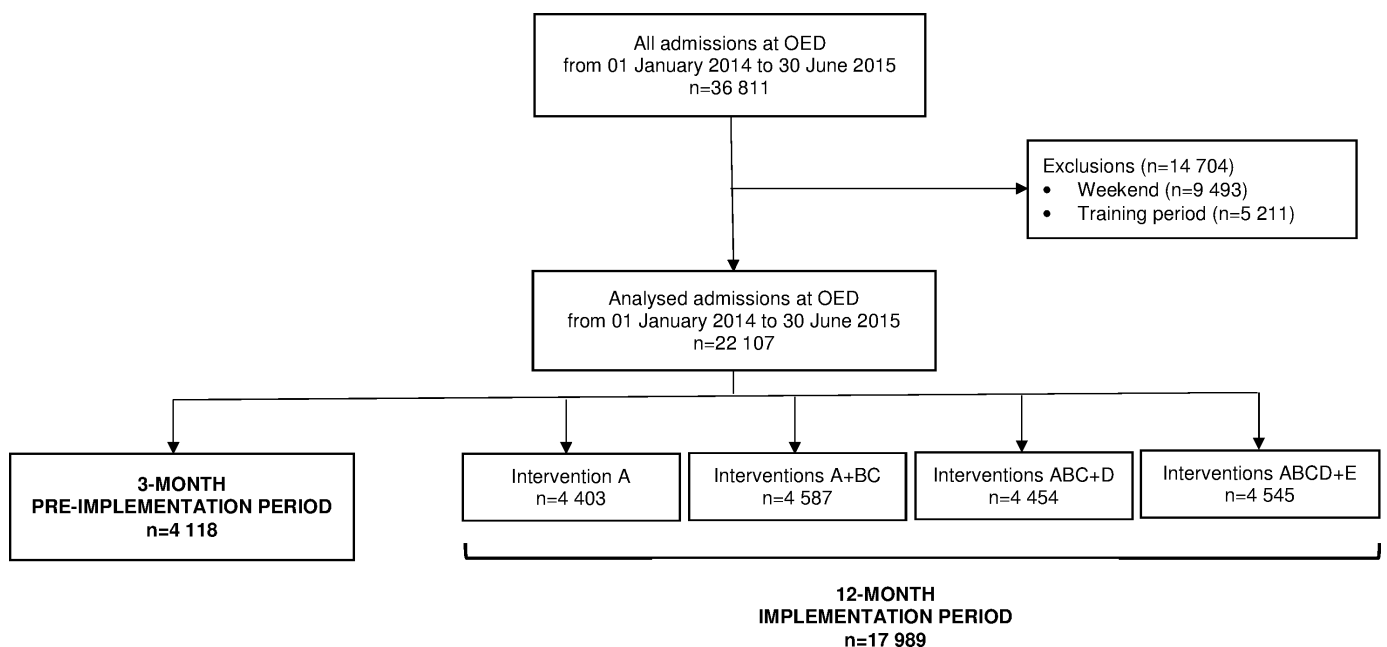 All admissions at OED
from 01 January 2014 to 30 June 2015
n=36 811
Exclusions (n=14 704)
• Weekend (n=9 493)
• Training period (n=5 211)
Analysed admissions at OED
from 01 January 2014 to 30 June 2015
n=22 107
3-MONTH
PRE-IMPLEMENTATION PERIOD
n=4 118
Intervention A
n=4 403
Interventions A+BC
n=4 587
Interventions ABC+D
n=4 454
Interventions ABCD+E
n=4 545
12-MONTH
IMPLEMENTATION PERIOD
n=17 989